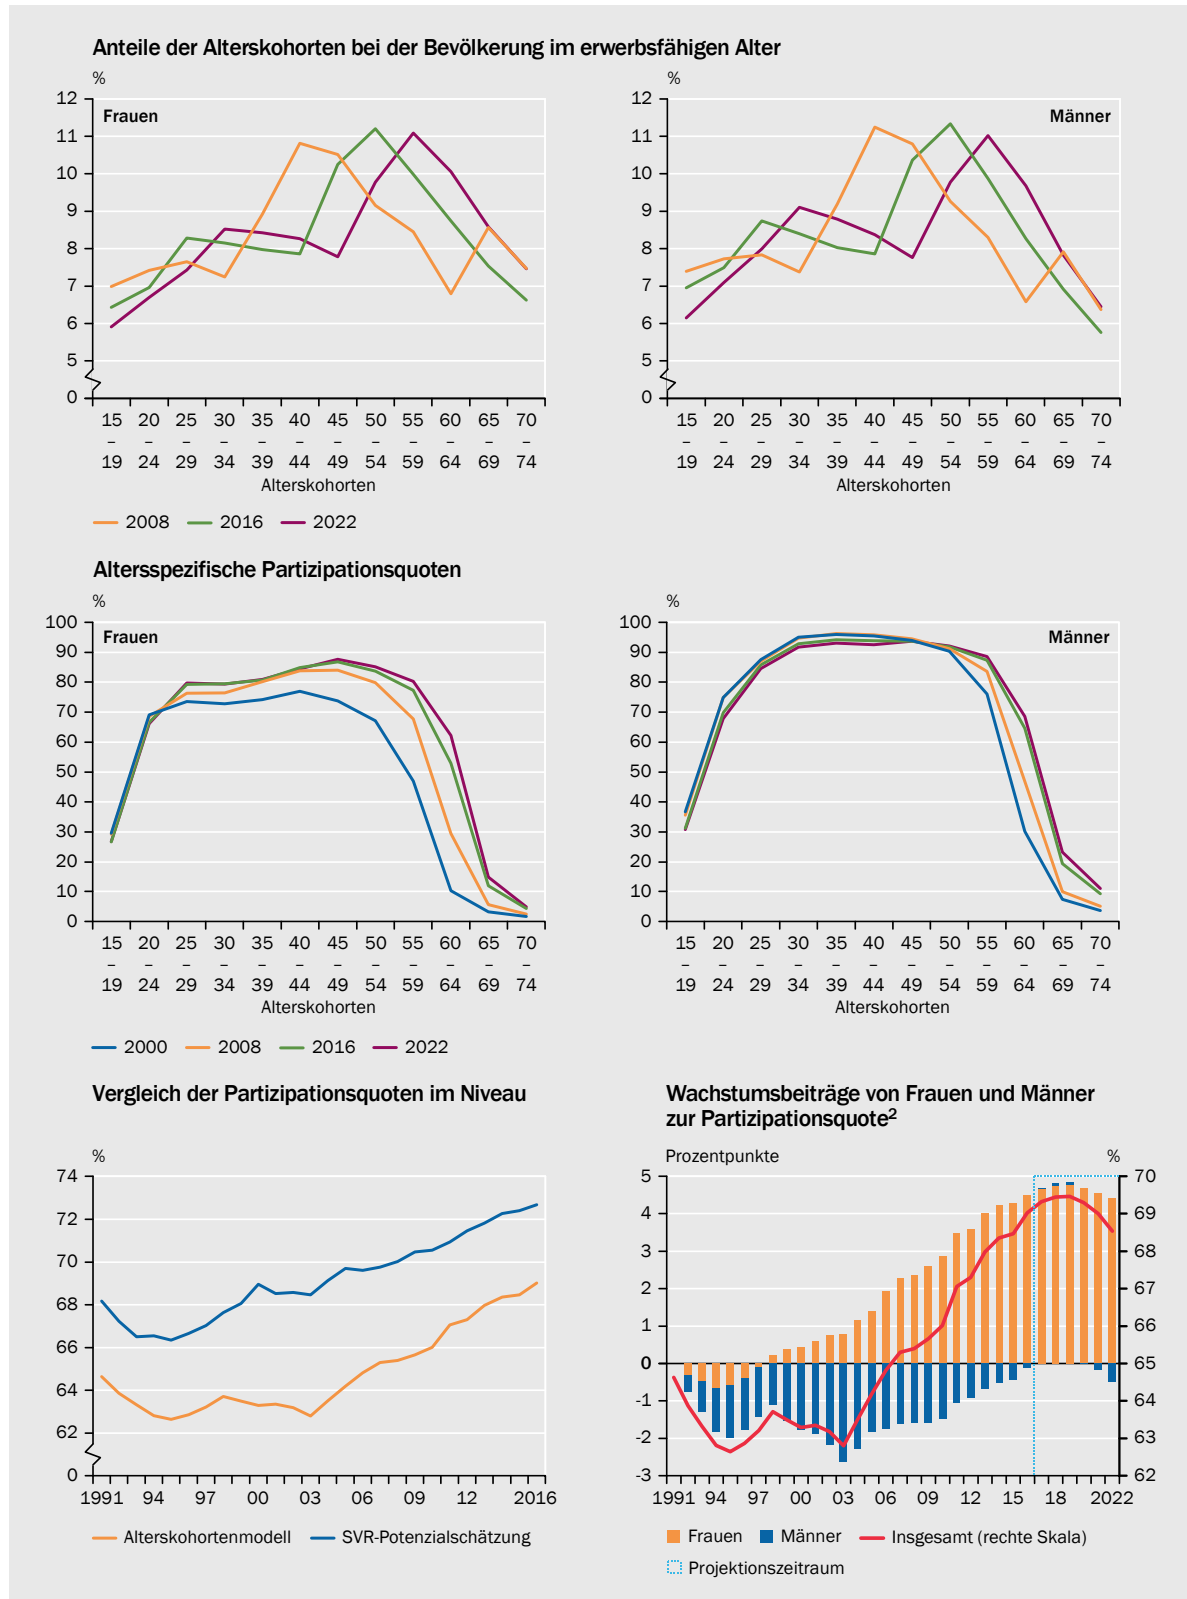 Anteile der Alterskohorten bei der Bevölkerung im erwerbsfähigen Alter
% %
12 Frauen 12 Männer
11 11
10 10
9 9
8 8
7 7
6 6
5 5
0 0
15 20 25 30 35 40 45 50 55 60 65 70 15 20 25 30 35 40 45 50 55 60 65 70
– – – – – – – – – – – – – – – – – – – – – – – –
19 24 29 34 39 44 49 54 59 64 69 74 19 24 29 34 39 44 49 54 59 64 69 74
Alterskohorten Alterskohorten
2008 2016 2022
Altersspezifische Partizipationsquoten
% %
100 Frauen 100 Männer
90 90
80 80
70 70
60 60
50 50
40 40
30 30
20 20
10 10
0 0
15 20 25 30 35 40 45 50 55 60 65 70 15 20 25 30 35 40 45 50 55 60 65 70
– – – – – – – – – – – – – – – – – – – – – – – –
19 24 29 34 39 44 49 54 59 64 69 74 19 24 29 34 39 44 49 54 59 64 69 74
Alterskohorten Alterskohorten
2000 2008 2016 2022
Vergleich der Partizipationsquoten im Niveau
%
74
72
70
68
66
64
62
0
1991 94 97 00 03 06 09 12 2016
Alterskohortenmodell SVR-Potenzialschätzung
Wachstumsbeiträge von Frauen und Männer
zur Partizipationsquote²
Prozentpunkte %
5 70
4 69
3 68
2 67
1 66
0 65
-1 64
-2 63
-3 62
1991 94 97 00 03 06 09 12 15 18 2022
Frauen Männer Insgesamt (rechte Skala)
Projektionszeitraum